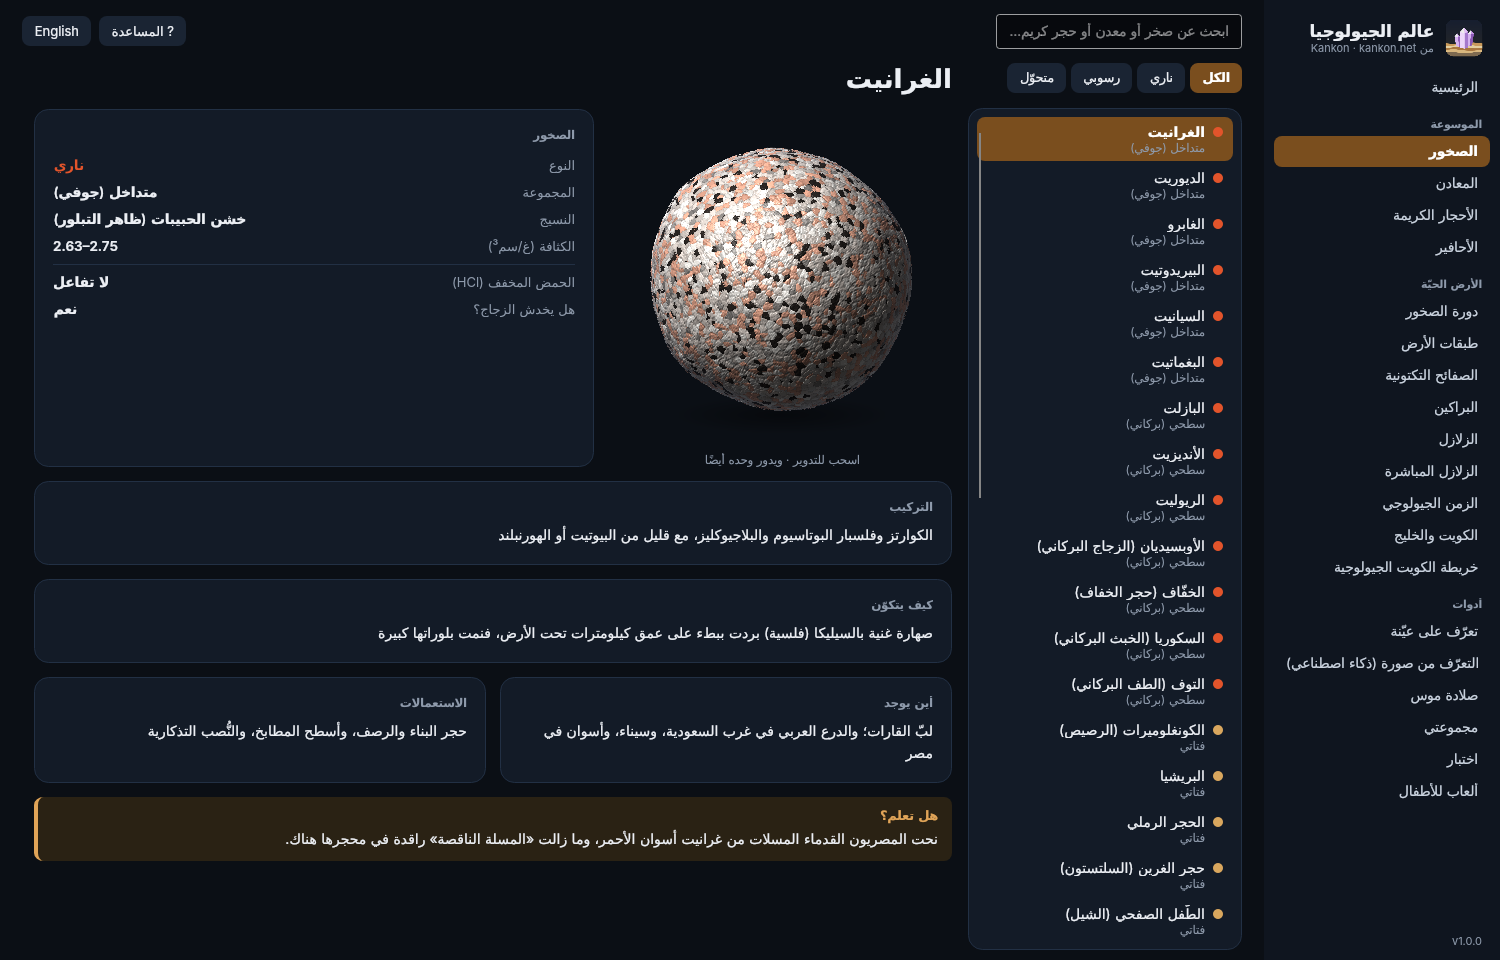 عالم الجيولوجيا
من Kankon · kankon.net
الرئيسية
الموسوعة
الصخور
المعادن
الأحجار الكريمة
الأحافير
الأرض الحيّة
دورة الصخور
طبقات الأرض
الصفائح التكتونية
البراكين
الزلازل
الزلازل المباشرة
الزمن الجيولوجي
الكويت والخليج
خريطة الكويت الجيولوجية
أدوات
تعرّف على عيّنة
التعرّف من صورة (ذكاء اصطناعي)
صلادة موس
مجموعتي
اختبار
ألعاب للأطفال
v1.0.0
ابحث عن صخر أو معدن أو حجر كريم...
? المساعدة
English
الكل
ناري
رسوبي
متحوّل
الغرانيت
متداخل (جوفي)
الديوريت
متداخل (جوفي)
الغابرو
متداخل (جوفي)
البيريدوتيت
متداخل (جوفي)
السيانيت
متداخل (جوفي)
البغماتيت
متداخل (جوفي)
البازلت
سطحي (بركاني)
الأنديزيت
سطحي (بركاني)
الريوليت
سطحي (بركاني)
الأوبسيديان (الزجاج البركاني)
سطحي (بركاني)
الخفّاف (حجر الخفاف)
سطحي (بركاني)
السكوريا (الخبث البركاني)
سطحي (بركاني)
التوف (الطف البركاني)
سطحي (بركاني)
الكونغلوميرات (الرصيص)
فتاتي
البريشيا
فتاتي
الحجر الرملي
فتاتي
حجر الغرين (السلتستون)
فتاتي
الطَفل الصفحي (الشيل)
فتاتي
الغرانيت
اسحب للتدوير · ويدور وحده أيضًا
الصخور
النوع ناري
المجموعة متداخل (جوفي)
النسيج خشن الحبيبات (ظاهر التبلور)
الكثافة (غ/سم³) 2.63–2.75
الحمض المخفف (HCl) لا تفاعل
هل يخدش الزجاج؟ نعم
التركيب
الكوارتز وفلسبار البوتاسيوم والبلاجيوكليز، مع قليل من البيوتيت أو الهورنبلند
كيف يتكوّن
صهارة غنية بالسيليكا (فلسية) بردت ببطء على عمق كيلومترات تحت الأرض، فنمت بلوراتها كبيرة
أين يوجد
لبّ القارات؛ والدرع العربي في غرب السعودية، وسيناء، وأسوان في
مصر
الاستعمالات
حجر البناء والرصف، وأسطح المطابخ، والنُّصب التذكارية
هل تعلم؟
نحت المصريون القدماء المسلات من غرانيت أسوان الأحمر، وما زالت «المسلة الناقصة» راقدة في محجرها هناك.